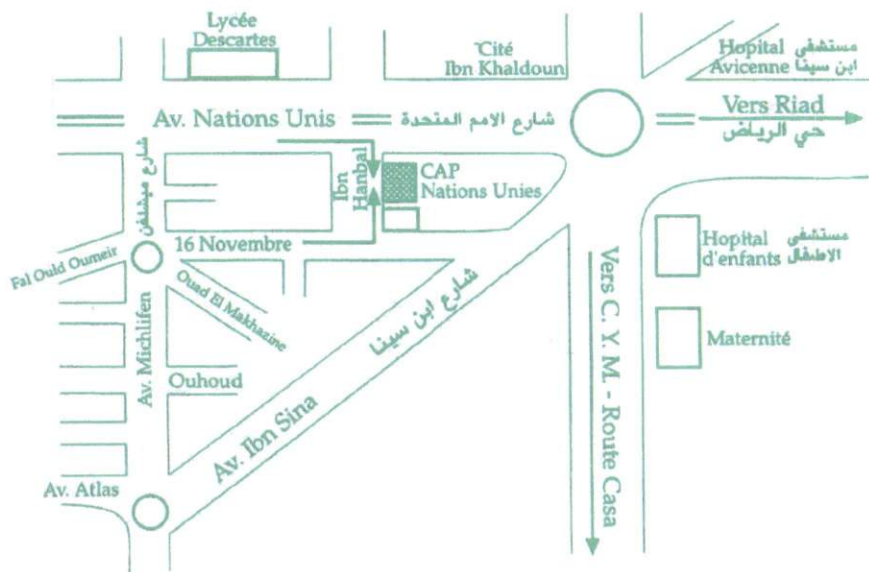 Lycée
Descartes
Cité
Ibn Khaldoun
Hopital مستشفى
Avicenne ابن سينا
Av. Nations Unis
شارع الامم المتحدة
Vers Riad
حي الرياض
شارع ميشلفن
Ibn
Hanbal
CAP
Nations Unies
16 Novembre
Fal Ould Oumeir
Ouad El Makhazine
شارع ابن سينا
Vers C. Y. M. - Route Casa
Hopital مستشفى
d'enfants الاطفال
Maternité
Av. Michlifen
Ouhoud
Av. Ibn Sina
Av. Atlas